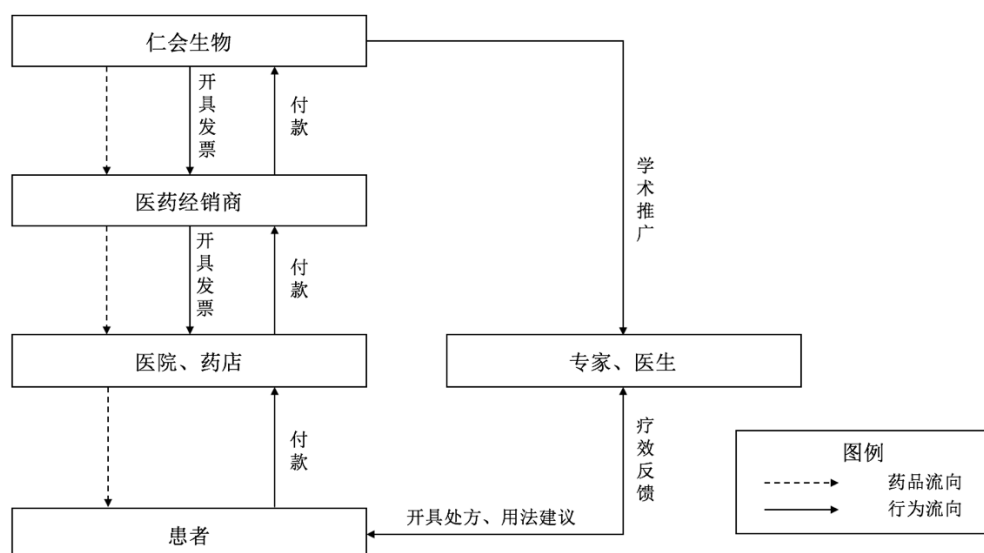 仁会生物
开具发票
付款
学术推广
医药经销商
开具发票
付款
医院、药店
专家、医生
付款
疗效反馈
图例
药品流向
行为流向
开具处方、用法建议
患者